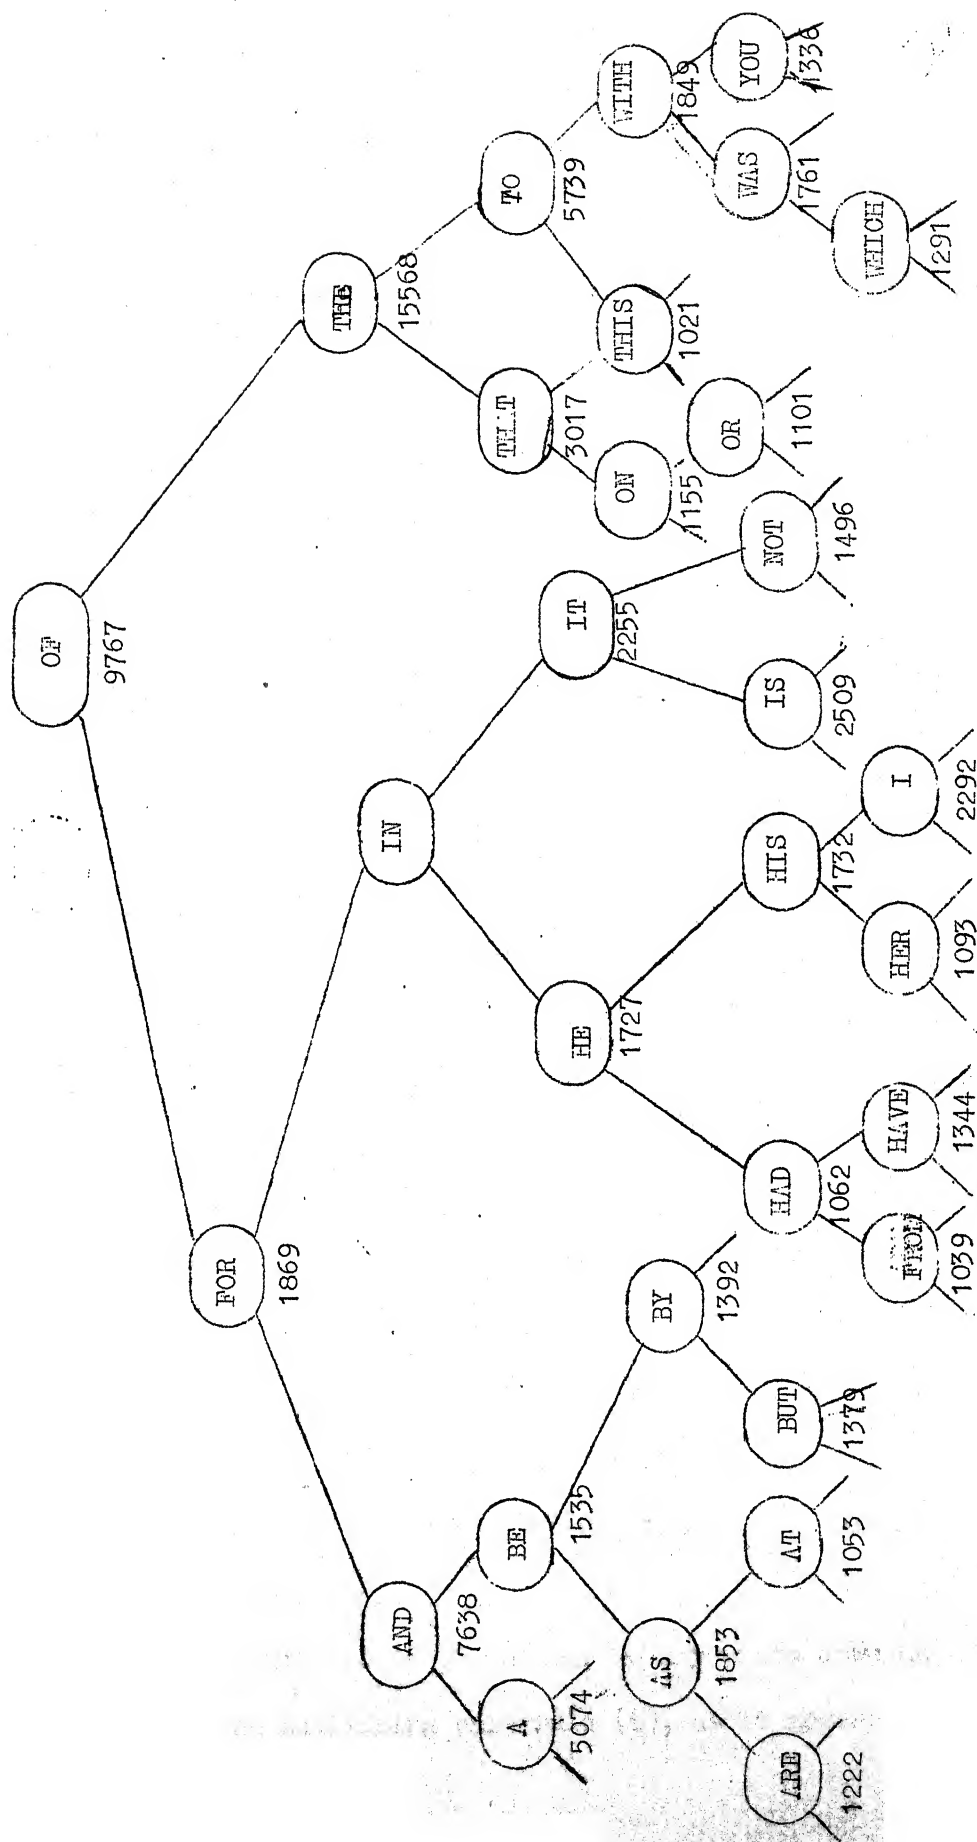 OF
9767
FOR
1869
THE
15568
AND
7638
IN
TO
5739
A
5074
BE
1535
HE
1727
IT
2255
THAT
3017
WITH
1849
AS
1853
BY
1392
ON
1155
THIS
1021
WAS
1761
YOU
1336
ARE
1222
AT
1053
BUT
1379
HAD
1062
HIS
1732
IS
2509
NOT
1496
OR
1101
WHICH
1291
FROM
1039
HAVE
1344
HER
1093
I
2292